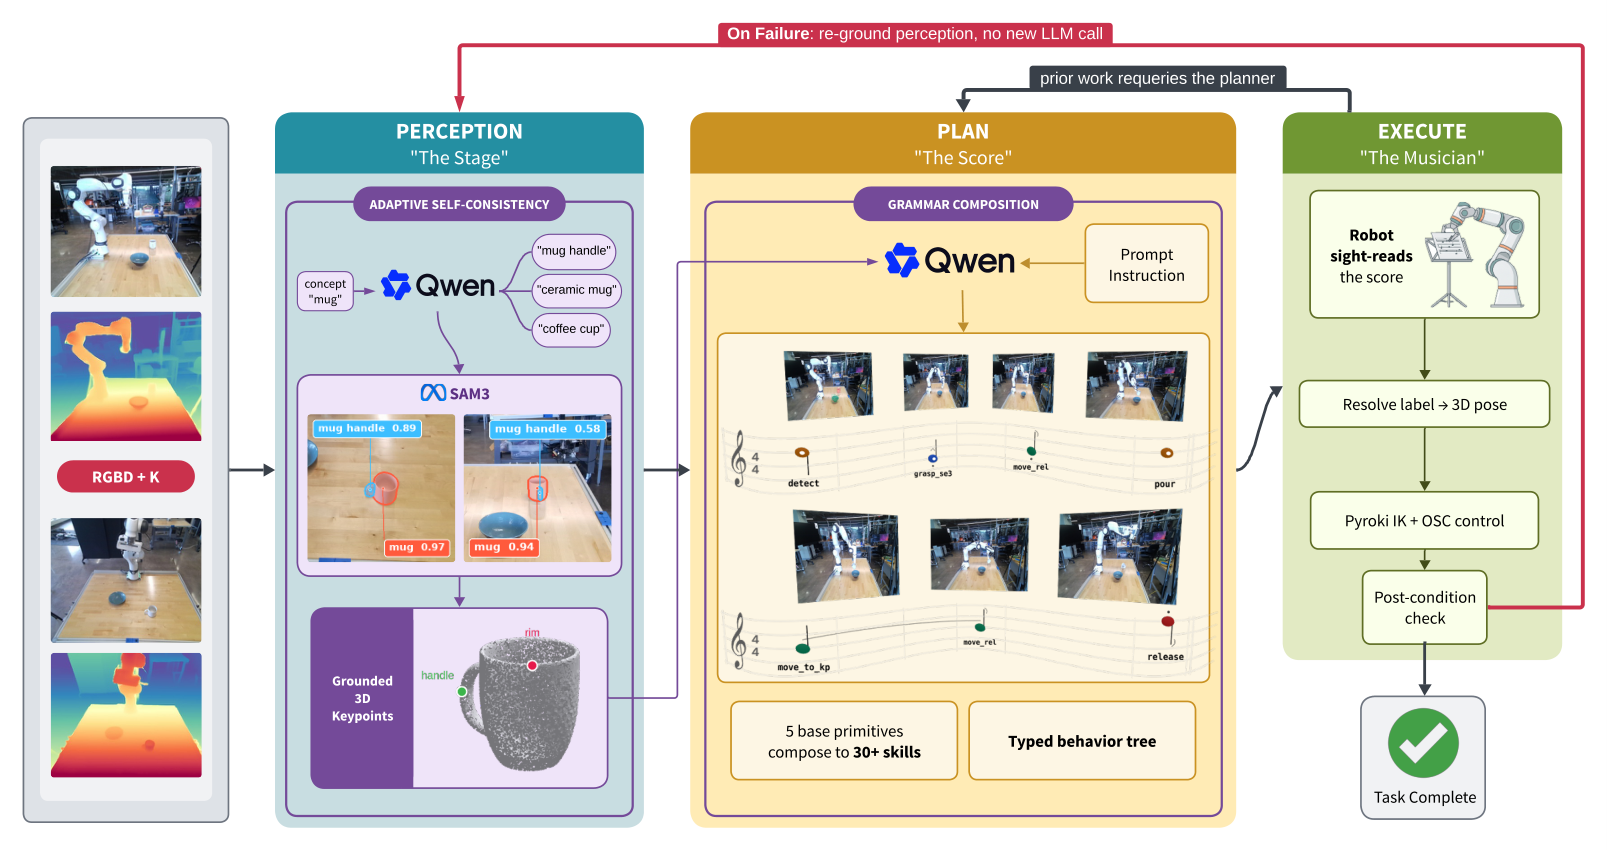 On Failure: re-ground perception, no new LLM call
prior work requeries the planner
RGBD + K
PERCEPTION
"The Stage"
ADAPTIVE SELF-CONSISTENCY
concept
"mug"
Qwen
"mug handle"
"ceramic mug"
"coffee cup"
SAM3
mug handle 0.89
mug 0.97
mug handle 0.58
mug 0.94
Grounded
3D
Keypoints
rim
handle
PLAN
"The Score"
GRAMMAR COMPOSITION
Qwen
Prompt
Instruction
4
4
detect
grasp_se3
move_rel
pour
4
4
move_to_kp
move_rel
release
5 base primitives
compose to 30+ skills
Typed behavior tree
EXECUTE
"The Musician"
Robot
sight-reads
the score
Resolve label → 3D pose
Pyroki IK + OSC control
Post-condition
check
Task Complete